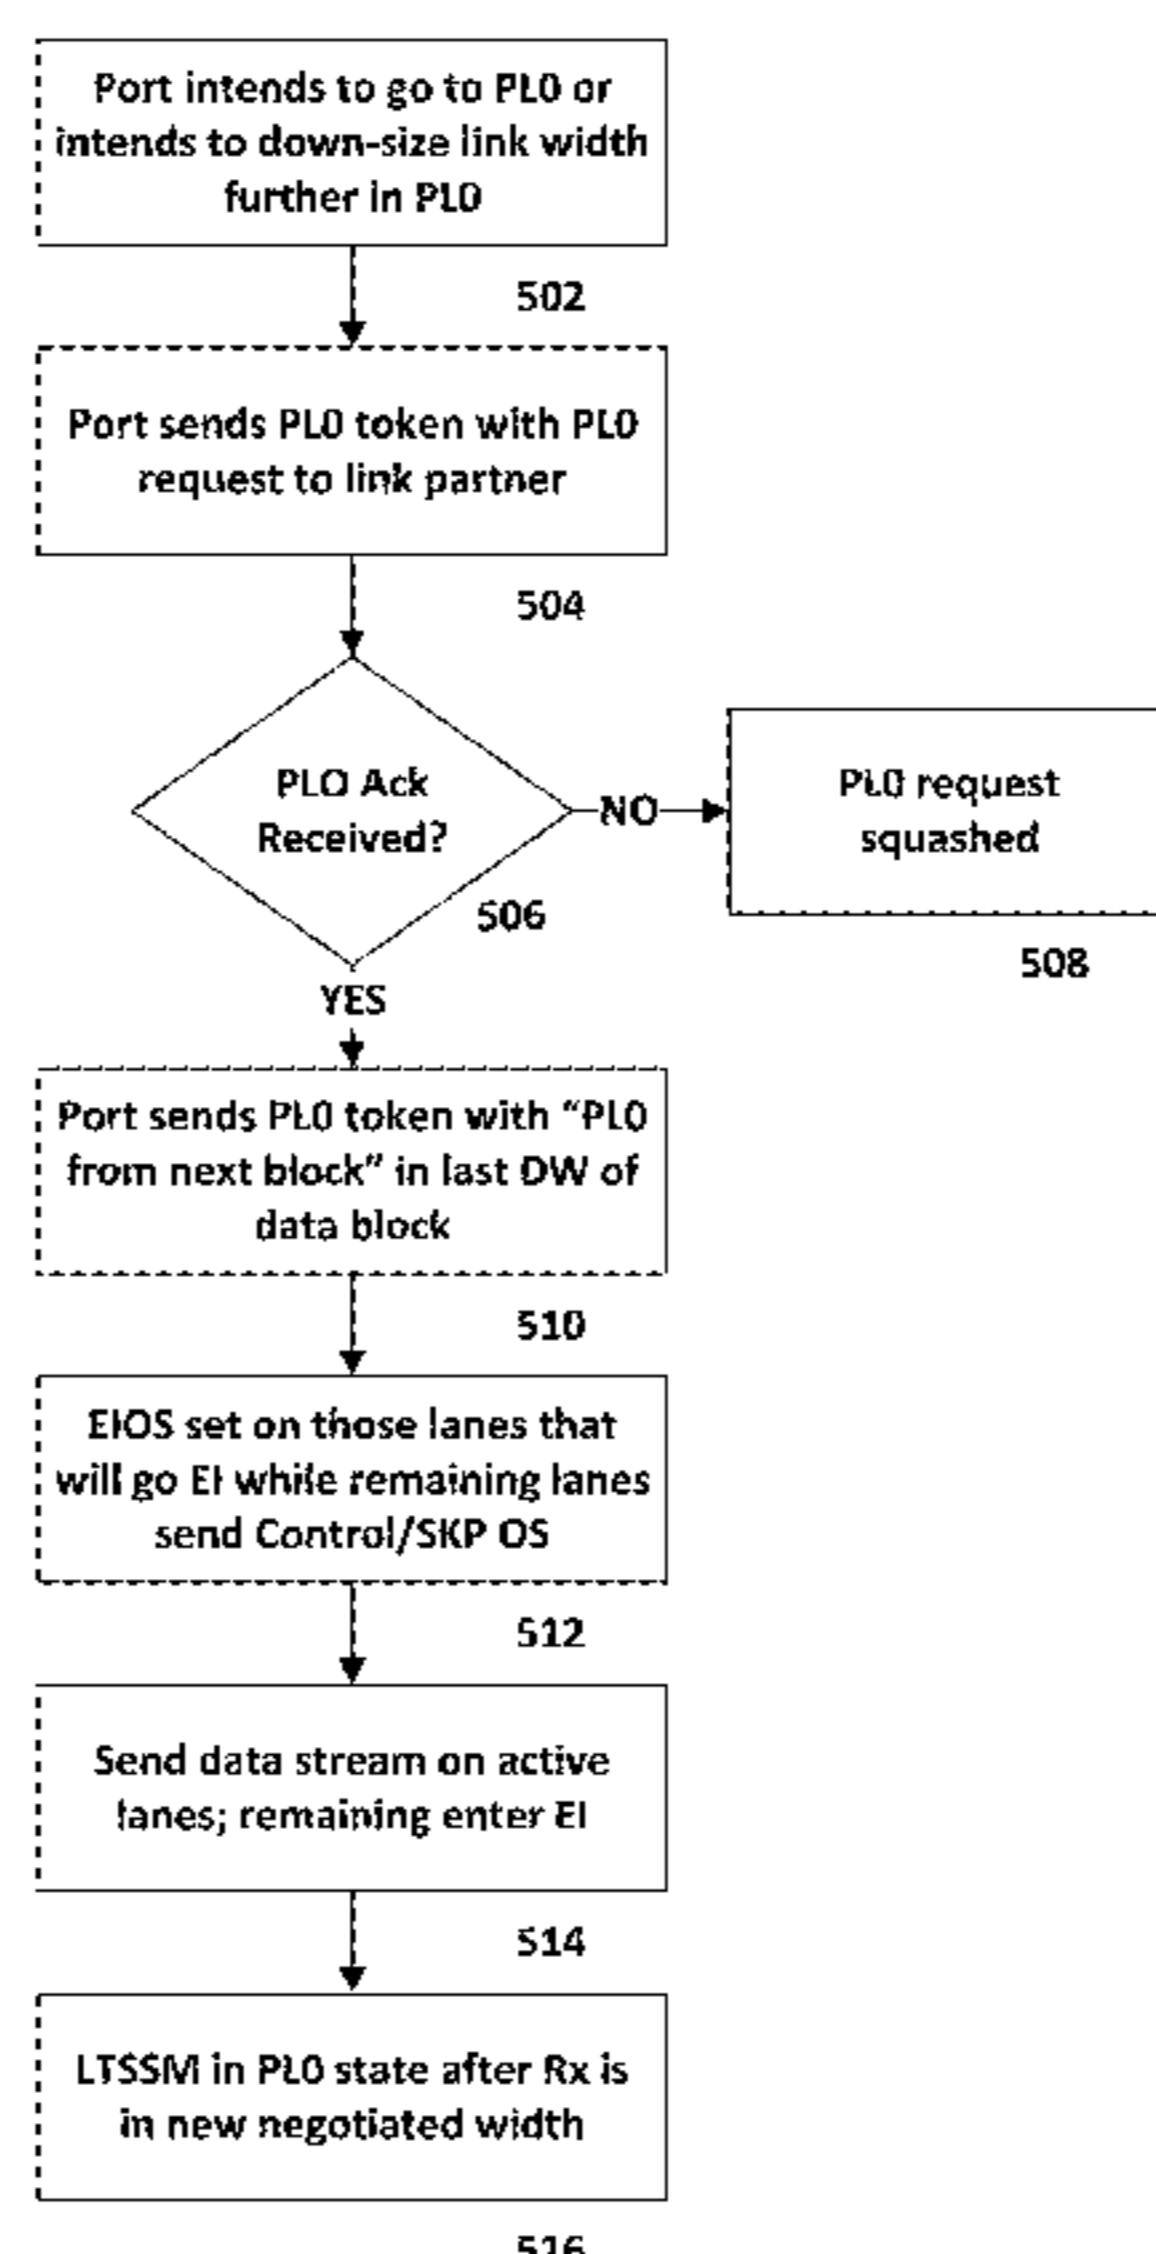 Port intends to go to PL0 or
intends to down-size link width
further in PL0
502
Port sends PL0 token with PL0
request to link partner
504
PLO Ack
Received?
506
NO
PL0 request
squashed
508
YES
Port sends PL0 token with “PL0
from next block” in last DW of
data block
510
EIOS set on those lanes that
will go EI while remaining lanes
send Control/SKP OS
512
Send data stream on active
lanes; remaining enter EI
514
LTSSM in PL0 state after Rx is
in new negotiated width
516